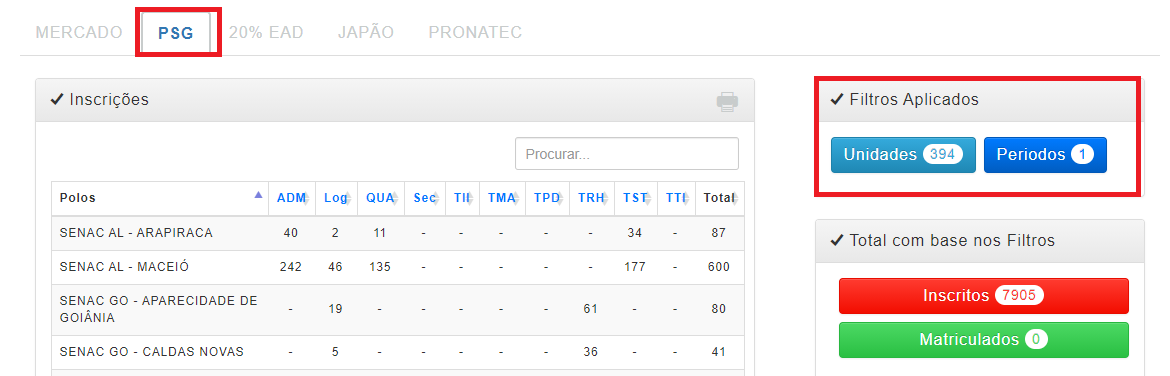 MERCADO PSG 20% EAD JAPÃO PRONATEC
Inscrições
Procurar...
Polos ADM Log QUA Sec TII TMA TPD TRH TST TTI Total
SENAC AL - ARAPIRACA 40 2 11 - - - - - 34 - 87
SENAC AL - MACEIÓ 242 46 135 - - - - - 177 - 600
SENAC GO - APARECIDADE DE
GOIÂNIA - 19 - - - - - 61 - - 80
SENAC GO - CALDAS NOVAS - 5 - - - - - 36 - - 41
Filtros Aplicados
Unidades 394 Periodos 1
Total com base nos Filtros
Inscritos 7905
Matriculados 0